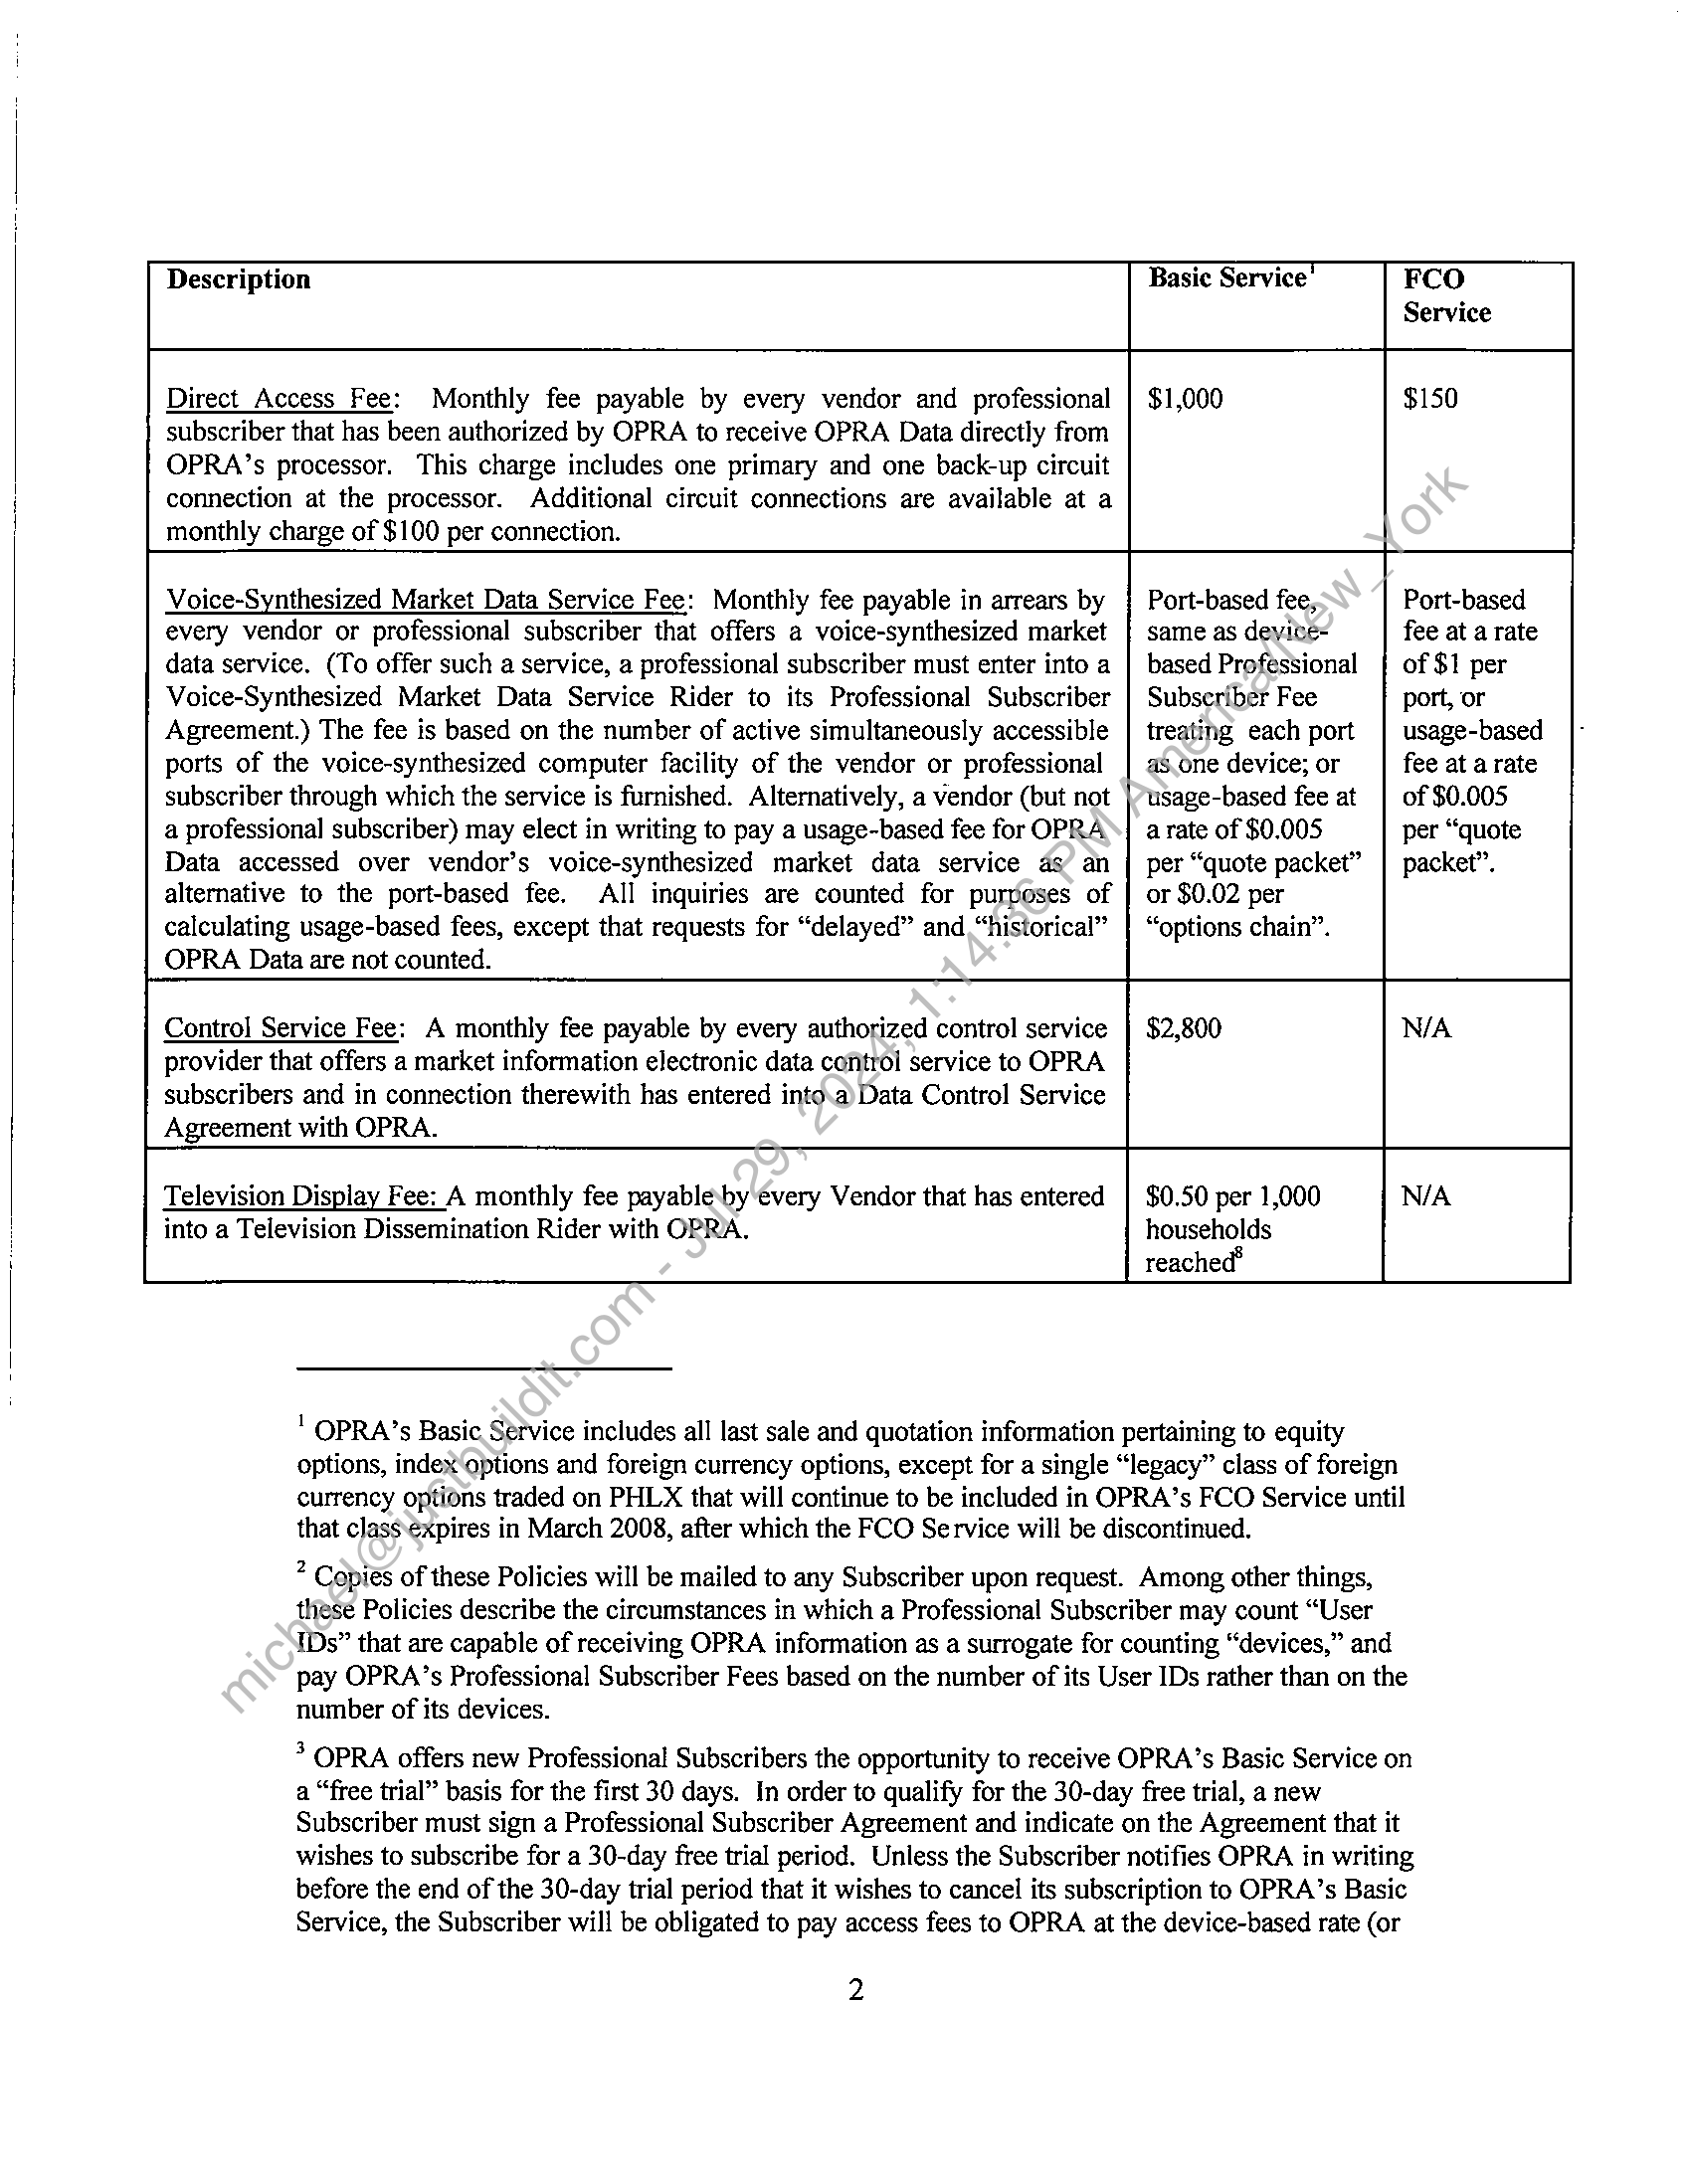 Description
Basic Service¹
FCO
Service
Direct Access Fee: Monthly fee payable by every vendor and professional
subscriber that has been authorized by OPRA to receive OPRA Data directly from
OPRA's processor. This charge includes one primary and one back-up circuit
connection at the processor. Additional circuit connections are available at a
monthly charge of $100 per connection.
$1,000
$150
Voice-Synthesized Market Data Service Fee: Monthly fee payable in arrears by
every vendor or professional subscriber that offers a voice-synthesized market
data service. (To offer such a service, a professional subscriber must enter into a
Voice-Synthesized Market Data Service Rider to its Professional Subscriber
Agreement.) The fee is based on the number of active simultaneously accessible
ports of the voice-synthesized computer facility of the vendor or professional
subscriber through which the service is furnished. Alternatively, a vendor (but not
a professional subscriber) may elect in writing to pay a usage-based fee for OPRA
Data accessed over vendor's voice-synthesized market data service as an
alternative to the port-based fee. All inquiries are counted for purposes of
calculating usage-based fees, except that requests for "delayed" and "historical"
OPRA Data are not counted.
Port-based fee,
same as device-
based Professional
Subscriber Fee
treating each port
as one device; or
usage-based fee at
a rate of $0.005
per "quote packet"
or $0.02 per
"options chain".
Port-based
fee at a rate
of $1 per
port, or
usage-based
fee at a rate
of $0.005
per "quote
packet".
Control Service Fee: A monthly fee payable by every authorized control service
provider that offers a market information electronic data control service to OPRA
subscribers and in connection therewith has entered into a Data Control Service
Agreement with OPRA.
$2,800
N/A
Television Display Fee: A monthly fee payable by every Vendor that has entered
into a Television Dissemination Rider with OPRA.
$0.50 per 1,000
households
reached⁸
N/A
¹ OPRA's Basic Service includes all last sale and quotation information pertaining to equity
options, index options and foreign currency options, except for a single "legacy" class of foreign
currency options traded on PHLX that will continue to be included in OPRA's FCO Service until
that class expires in March 2008, after which the FCO Service will be discontinued.
² Copies of these Policies will be mailed to any Subscriber upon request. Among other things,
these Policies describe the circumstances in which a Professional Subscriber may count "User
IDs" that are capable of receiving OPRA information as a surrogate for counting "devices," and
pay OPRA's Professional Subscriber Fees based on the number of its User IDs rather than on the
number of its devices.
³ OPRA offers new Professional Subscribers the opportunity to receive OPRA's Basic Service on
a "free trial" basis for the first 30 days. In order to qualify for the 30-day free trial, a new
Subscriber must sign a Professional Subscriber Agreement and indicate on the Agreement that it
wishes to subscribe for a 30-day free trial period. Unless the Subscriber notifies OPRA in writing
before the end of the 30-day trial period that it wishes to cancel its subscription to OPRA's Basic
Service, the Subscriber will be obligated to pay access fees to OPRA at the device-based rate (or
2
michael@justbuildit.com - Jul 29, 2024, 1:14:36 PM America/New_York